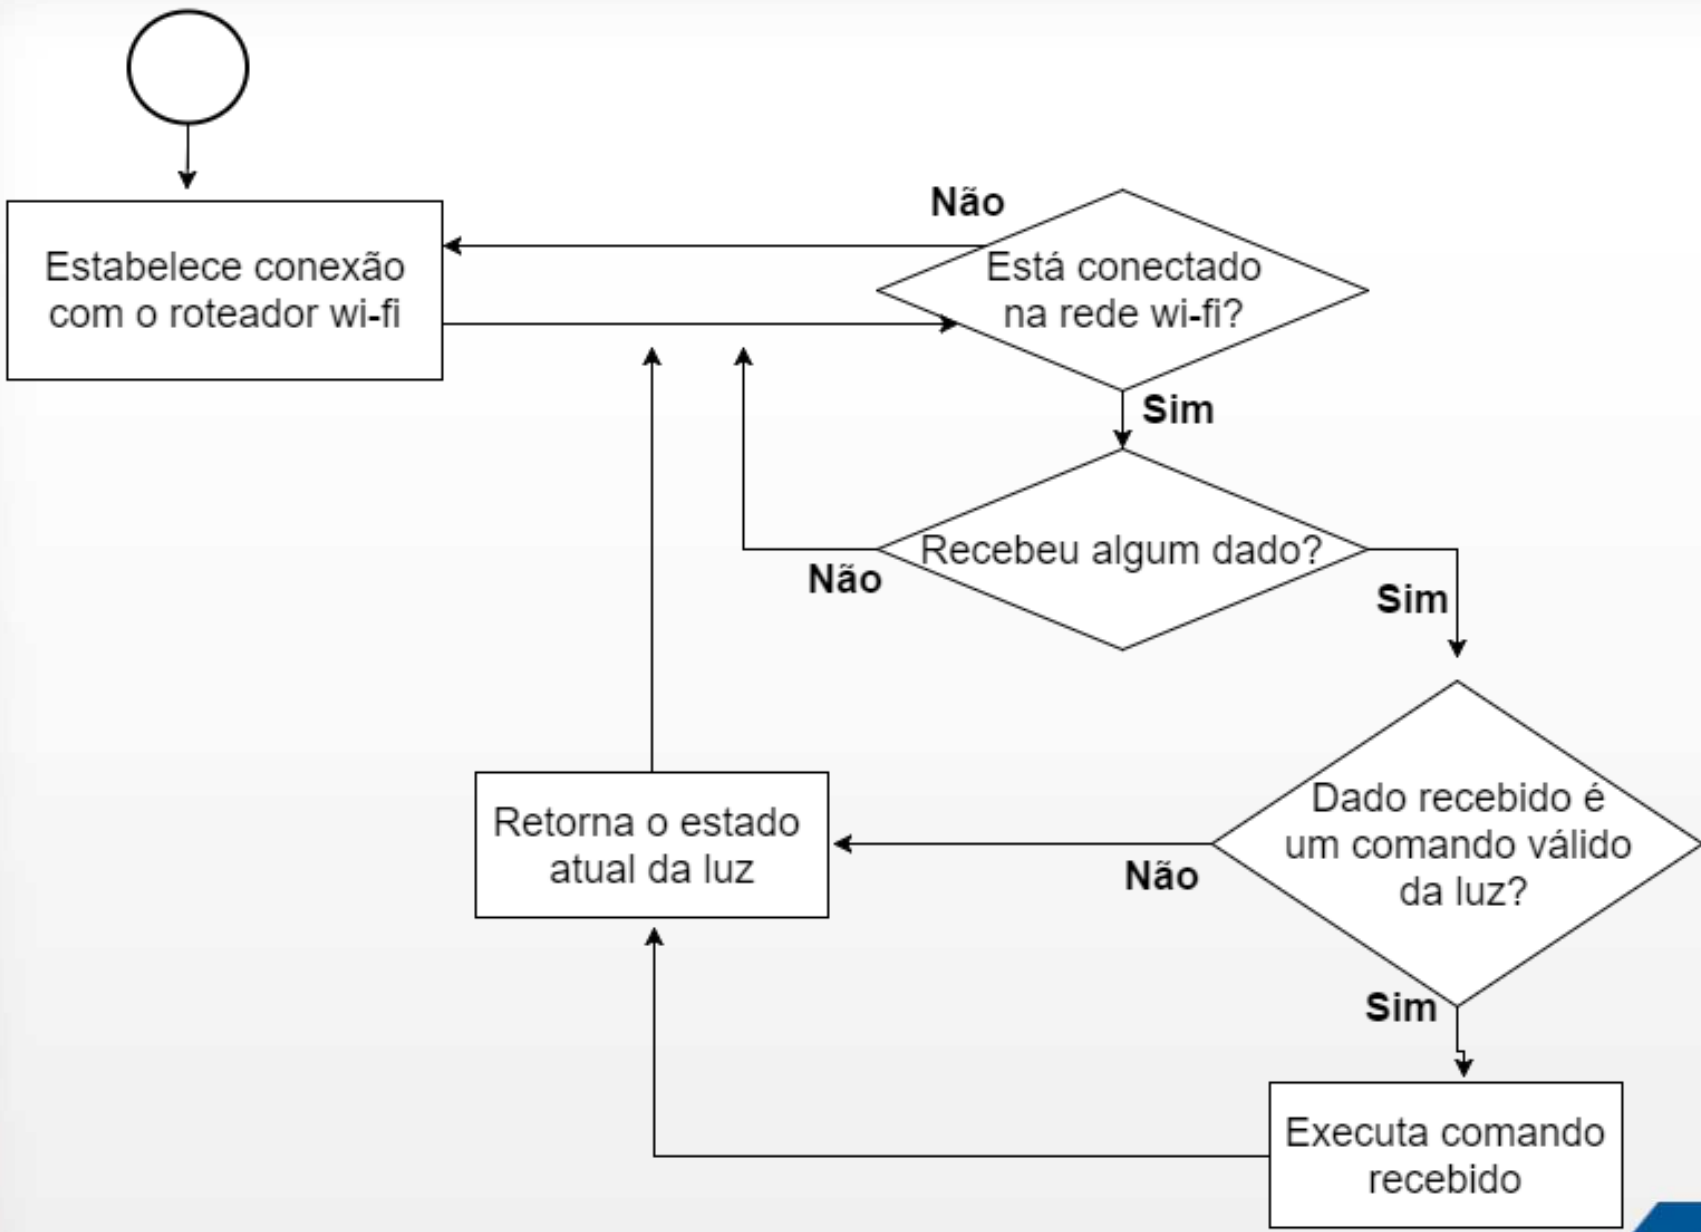 Não
Estabelece conexão
com o roteador wi-fi
Está conectado
na rede wi-fi?
Sim
Recebeu algum dado?
Não
Sim
Dado recebido é
um comando válido
da luz?
Retorna o estado
atual da luz
Não
Sim
Executa comando
recebido